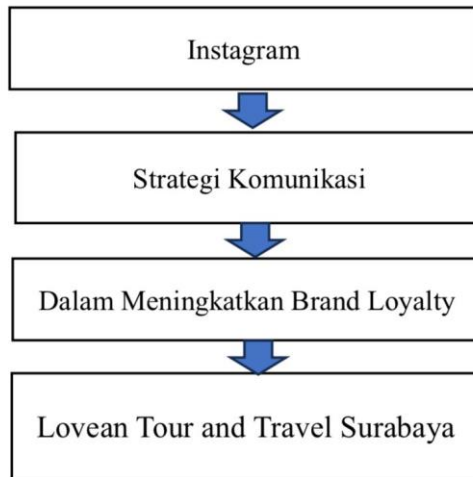 Instagram
Strategi Komunikasi
Dalam Meningkatkan Brand Loyalty
Lovean Tour and Travel Surabaya